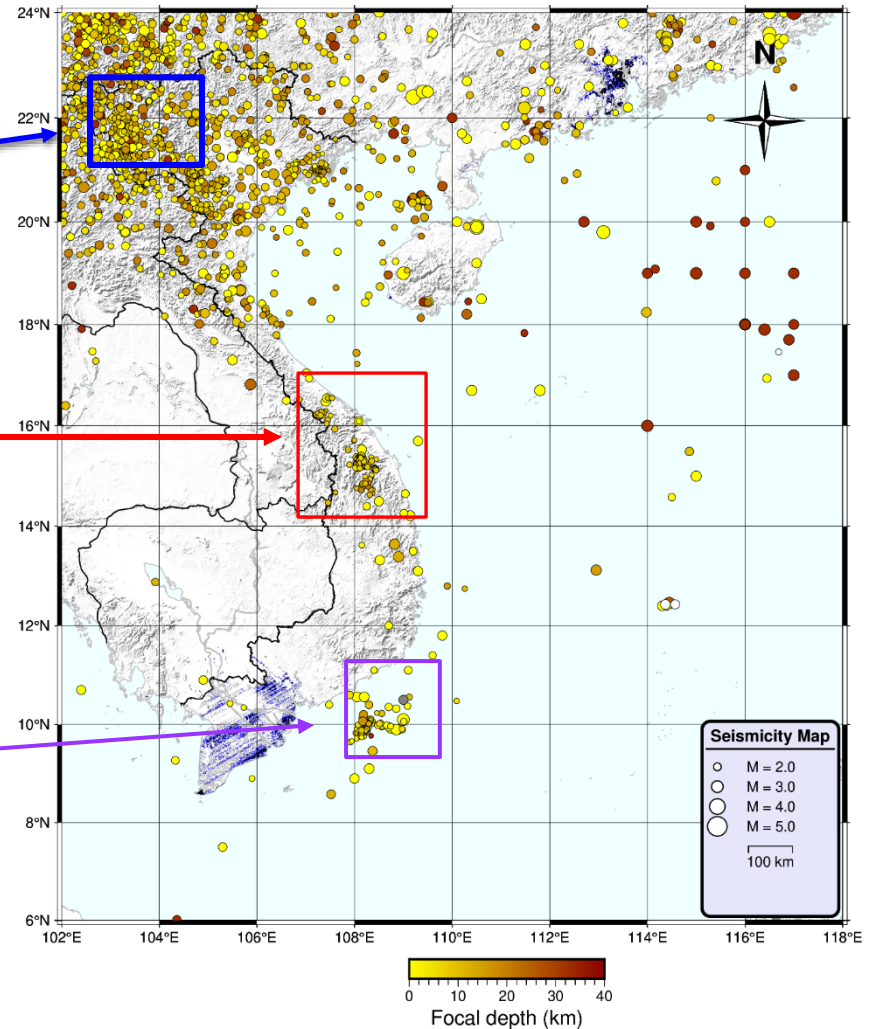 24°N
22°N
20°N
18°N
16°N
14°N
12°N
10°N
8°N
6°N
102°E 104°E 106°E 108°E 110°E 112°E 114°E 116°E 118°E
N
Seismicity Map
M = 2.0
M = 3.0
M = 4.0
M = 5.0
100 km
0 10 20 30 40
Focal depth (km)